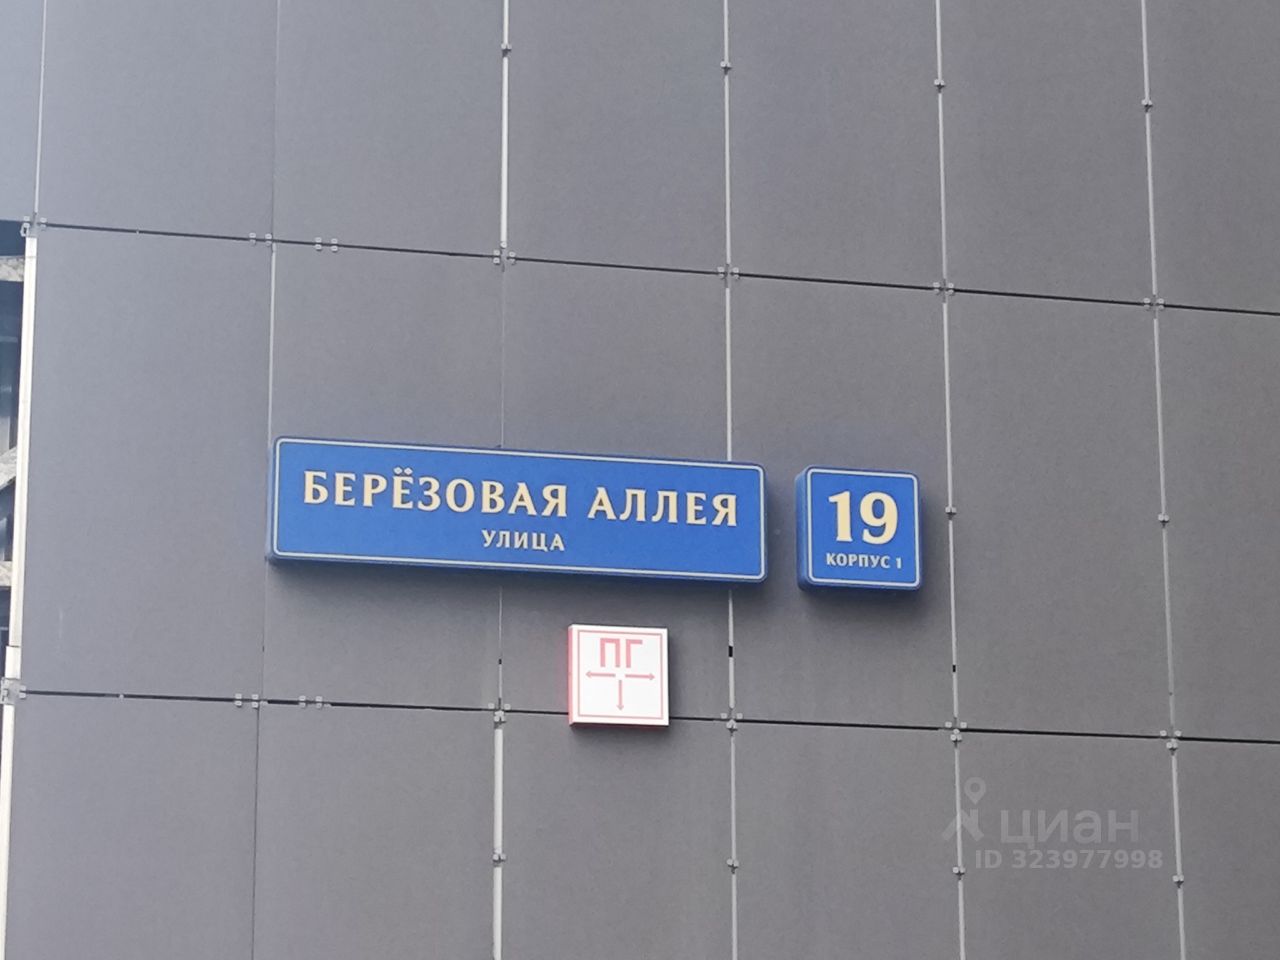 БЕРЁЗОВАЯ АЛЛЕЯ
УЛИЦА
19
КОРПУС 1
ПГ
циан
ID 323977998